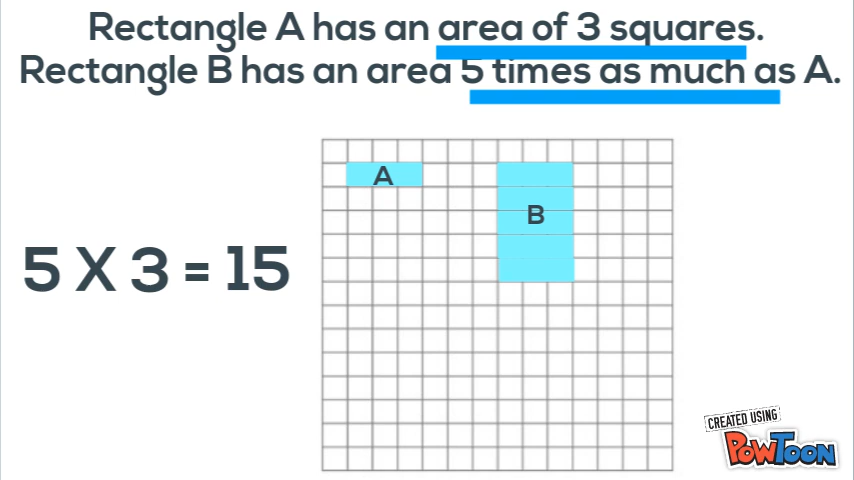 Rectangle A has an area of 3 squares.
Rectangle B has an area 5 times as much as A.
A
B
5 X 3 = 15
CREATED USING
POWTOON